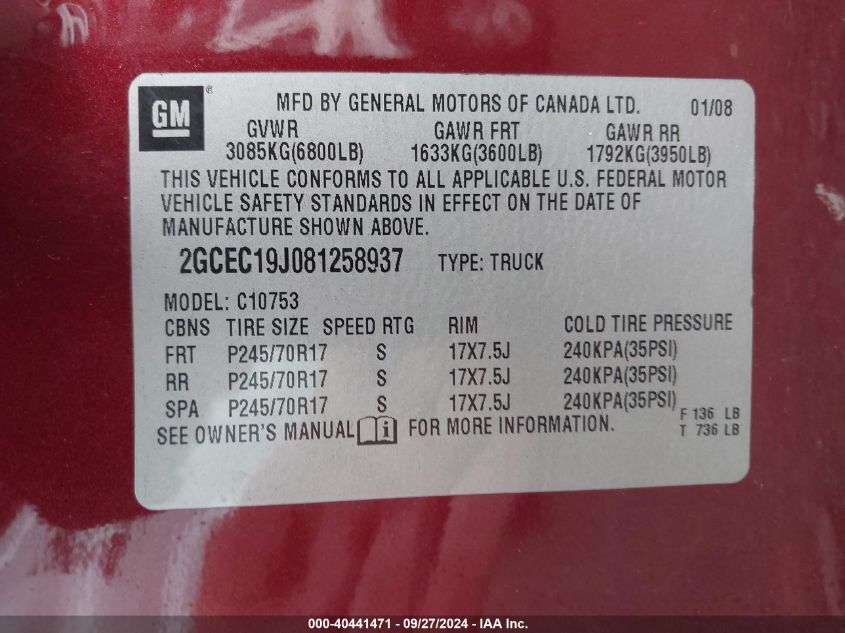 GM ® MFD BY GENERAL MOTORS OF CANADA LTD. 01/08
GVWR GAWR FRT GAWR RR
3085KG(6800LB) 1633KG(3600LB) 1792KG(3950LB)
THIS VEHICLE CONFORMS TO ALL APPLICABLE U.S. FEDERAL MOTOR
VEHICLE SAFETY STANDARDS IN EFFECT ON THE DATE OF
MANUFACTURE SHOWN ABOVE.
2GCEC19J081258937 TYPE: TRUCK
MODEL: C10753
CBNS TIRE SIZE SPEED RTG RIM COLD TIRE PRESSURE
FRT P245/70R17 S 17X7.5J 240KPA(35PSI)
RR P245/70R17 S 17X7.5J 240KPA(35PSI)
SPA P245/70R17 S 17X7.5J 240KPA(35PSI)
F 136 LB
SEE OWNER'S MANUAL i FOR MORE INFORMATION.
T 736 LB
000-40441471 - 09/27/2024 - IAA Inc.